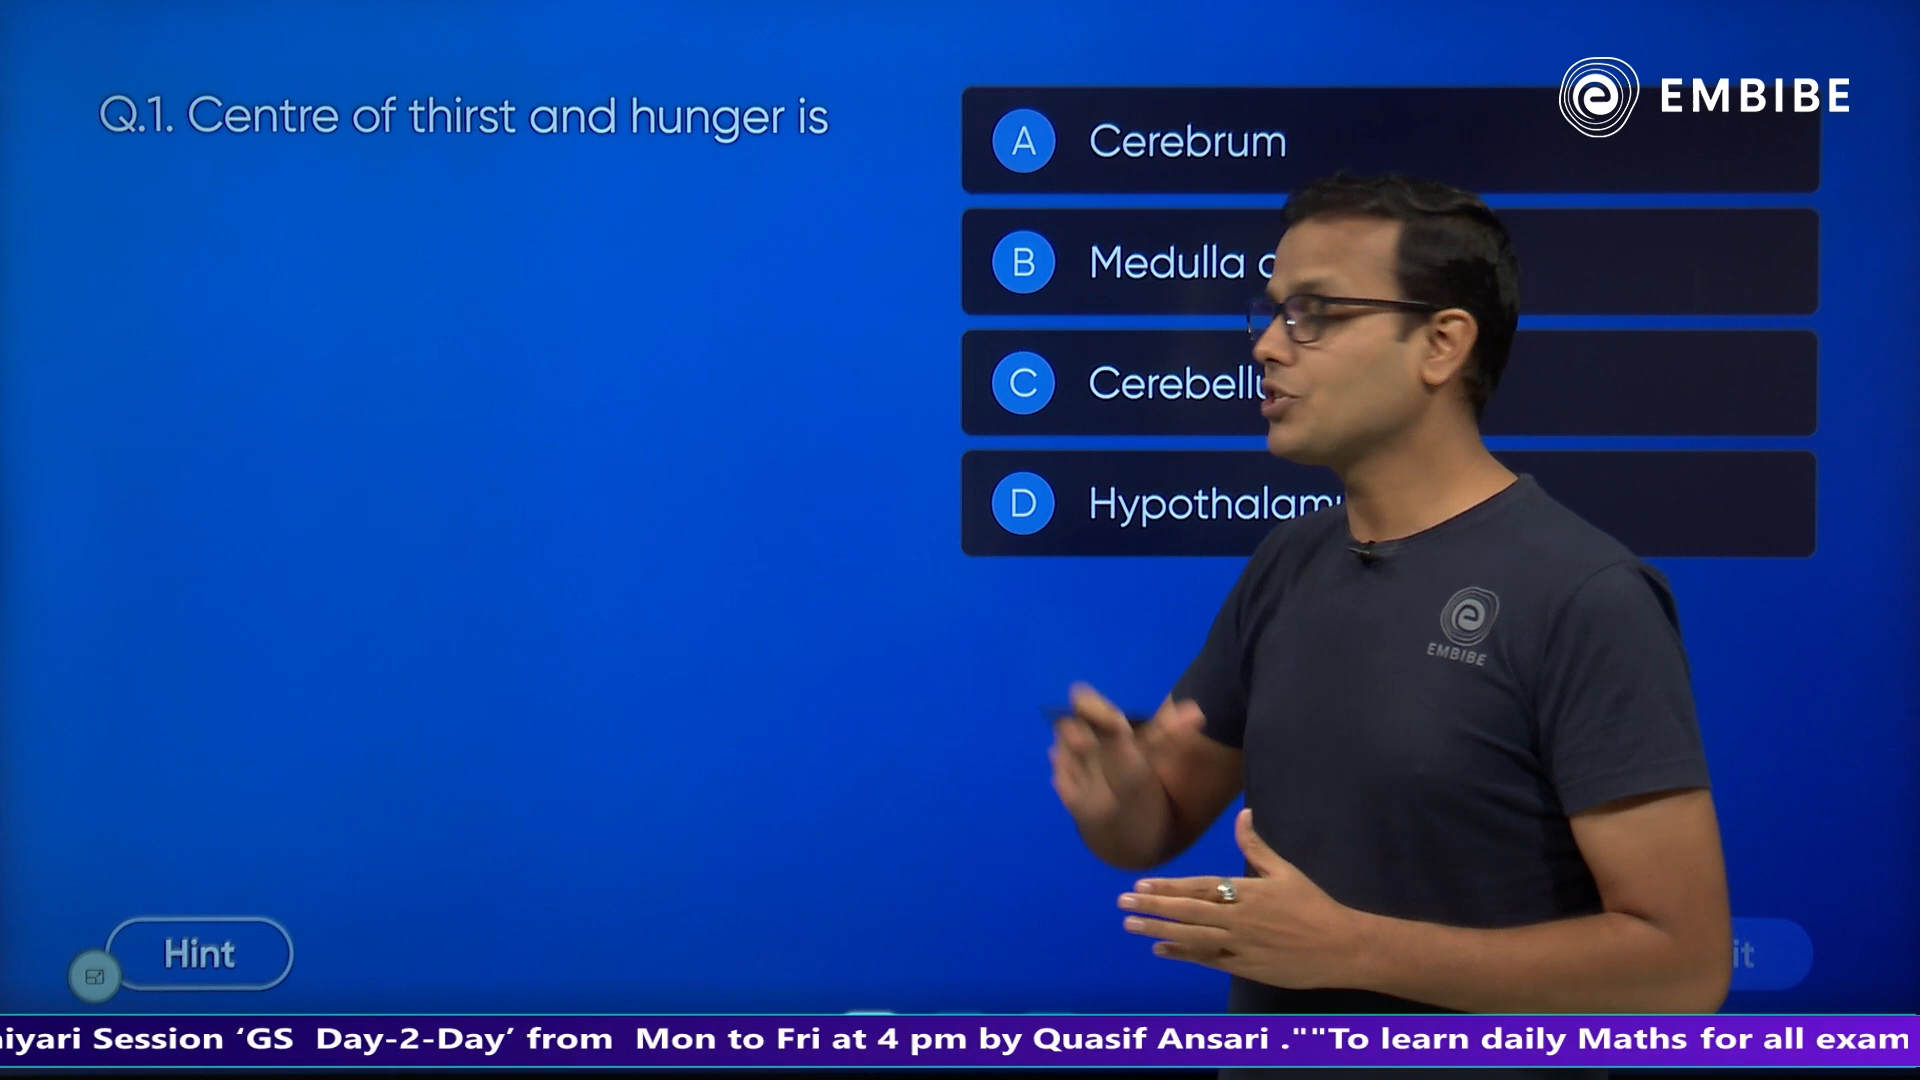 Q.1. Centre of thirst and hunger is
EMBIBE
A Cerebrum
B Medulla
C
D
EMBIBE
Hint
Session ‘GS Day-2-Day’ from Mon to Fri at 4 pm by Quasif Ansari .""To learn daily Maths for all exam